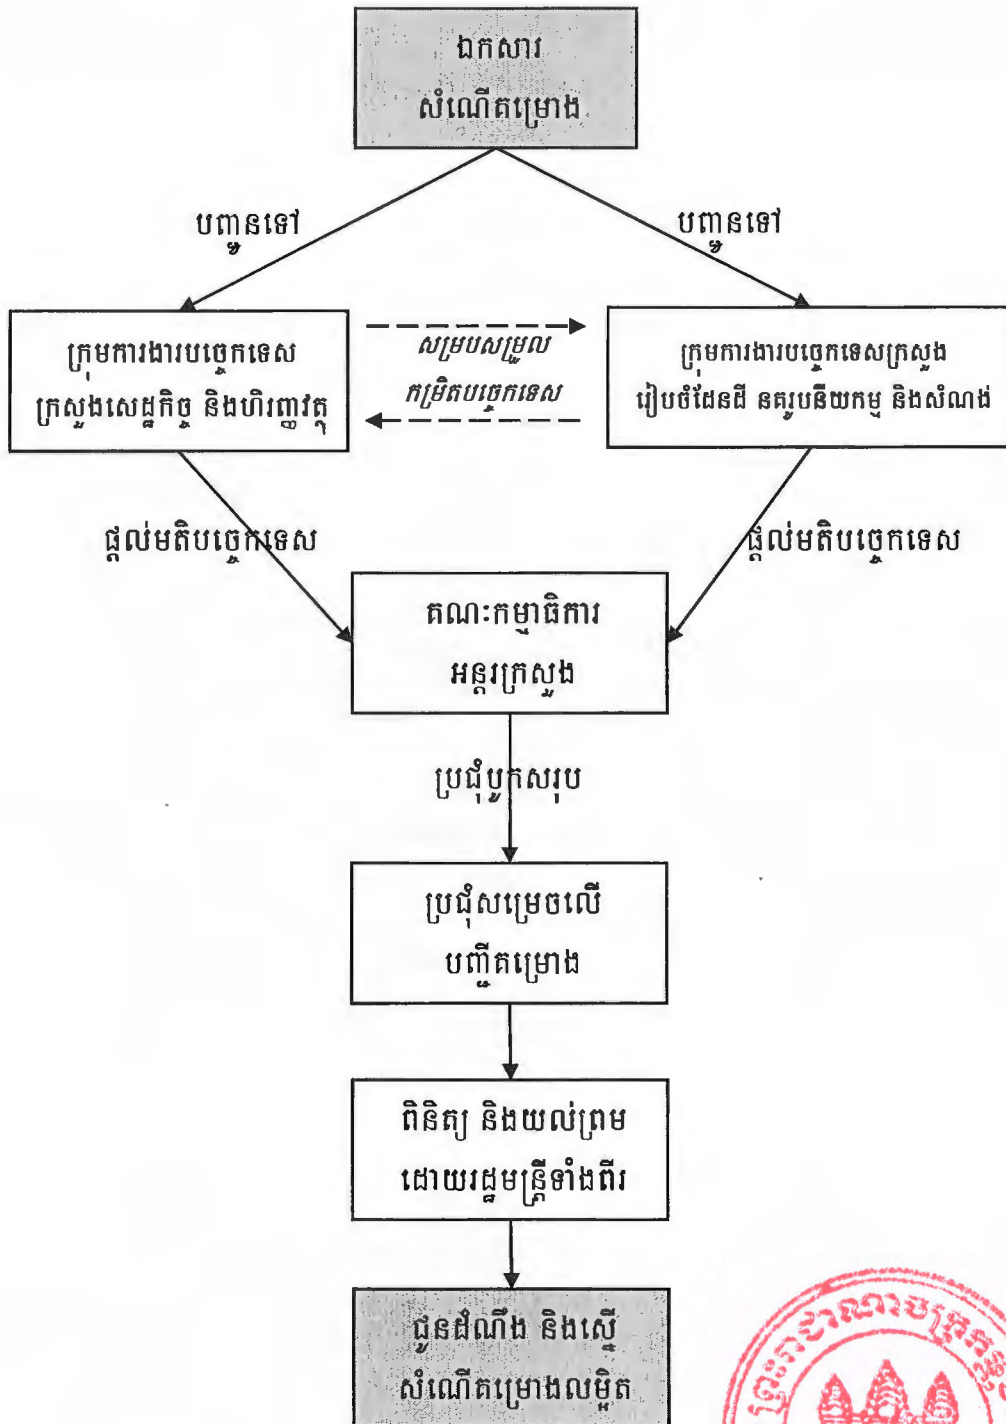 ឯកសារ
សំណើគម្រោង
បញ្ជូនទៅ
បញ្ជូនទៅ
ក្រុមការងារបច្ចេកទេស
ក្រសួងសេដ្ឋកិច្ច និងហិរញ្ញវត្ថុ
សម្របសម្រួល
កម្រិតបច្ចេកទេស
ក្រុមការងារបច្ចេកទេសក្រសួង
រៀបចំដែនដី នគរូបនីយកម្ម និងសំណង់
ផ្តល់មតិបច្ចេកទេស
ផ្តល់មតិបច្ចេកទេស
គណៈកម្មាធិការ
អន្តរក្រសួង
ប្រជុំបូកសរុប
ប្រជុំសម្រេចលើ
បញ្ជីគម្រោង
ពិនិត្យ និងយល់ព្រម
ដោយរដ្ឋមន្ត្រីទាំងពីរ
ជូនដំណឹង និងស្នើ
សំណើគម្រោងលម្អិត